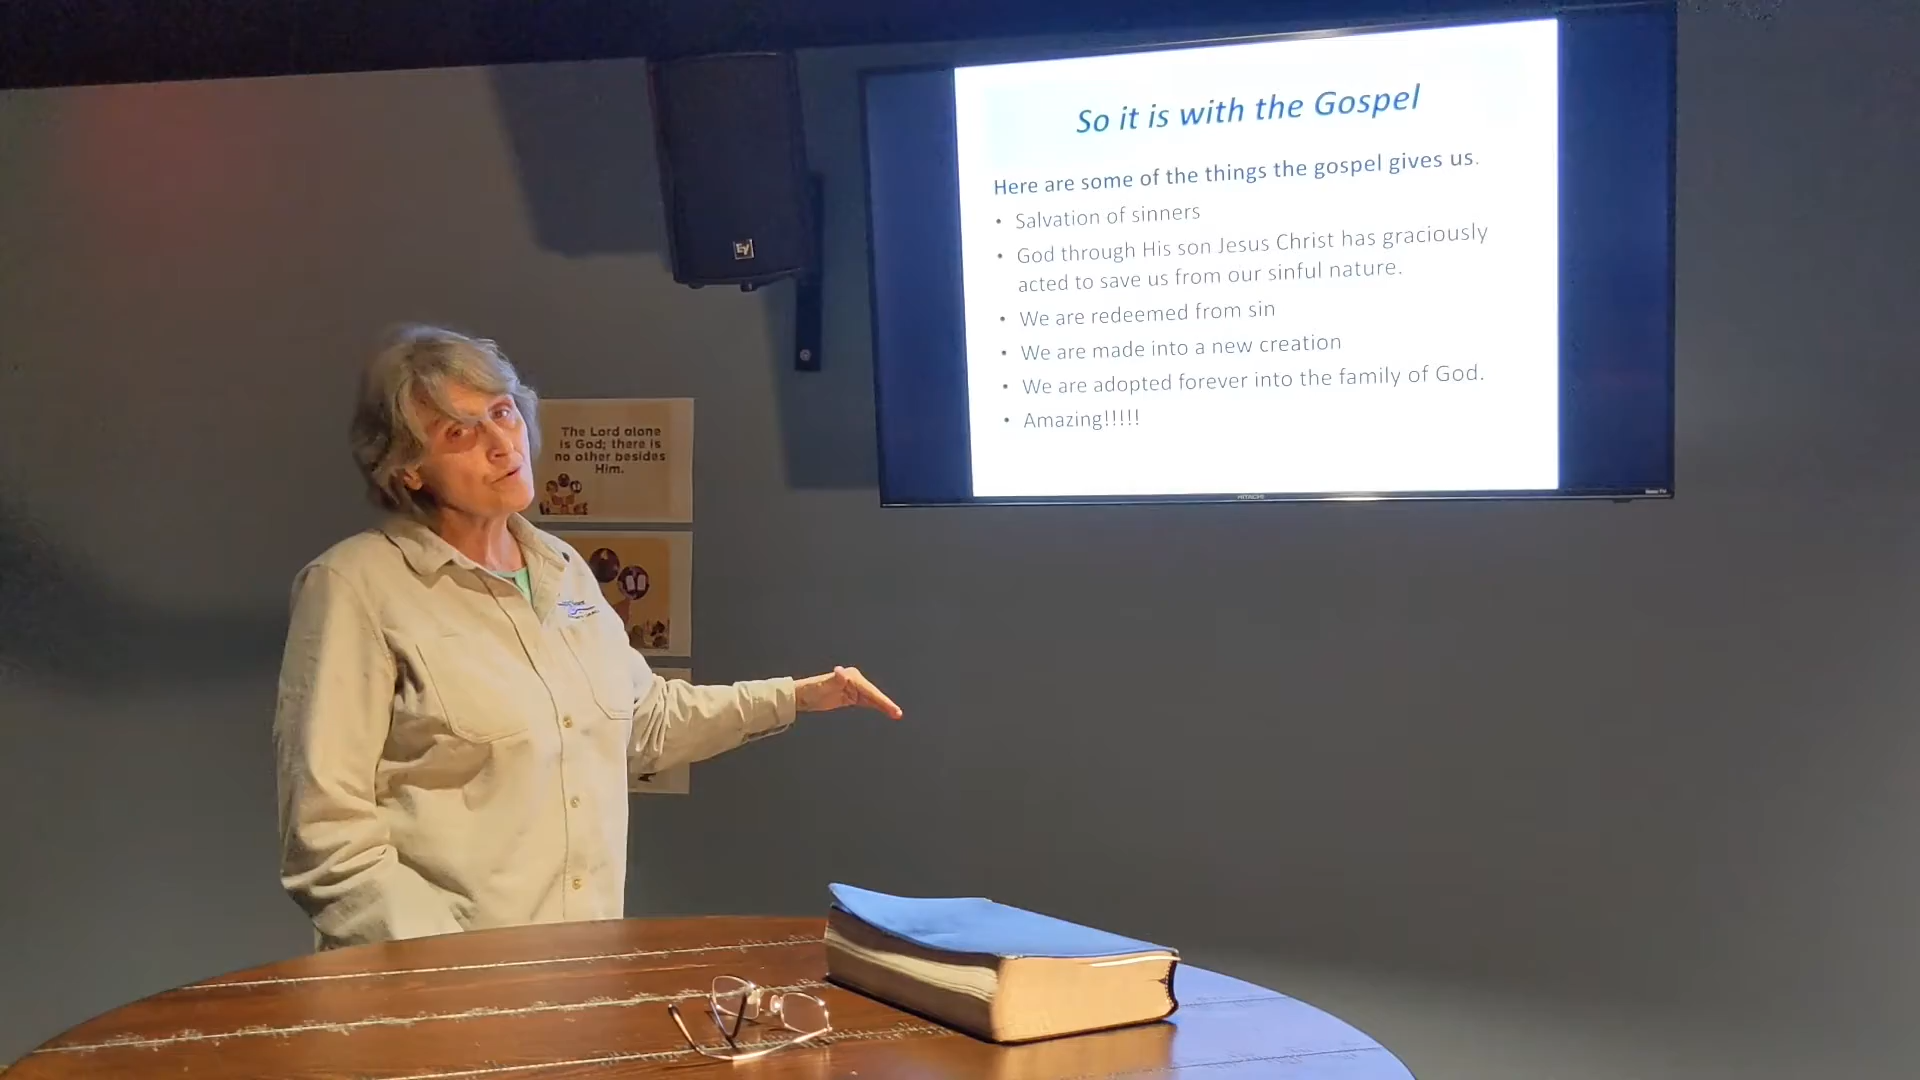 So it is with the Gospel
Here are some of the things the gospel gives us.
• Salvation of sinners
• God through His son Jesus Christ has graciously
acted to save us from our sinful nature.
• We are redeemed from sin
• We are made into a new creation
• We are adopted forever into the family of God.
• Amazing!!!!!
HITACHI
EV
The Lord alone
is God; there is
no other besides
Him.